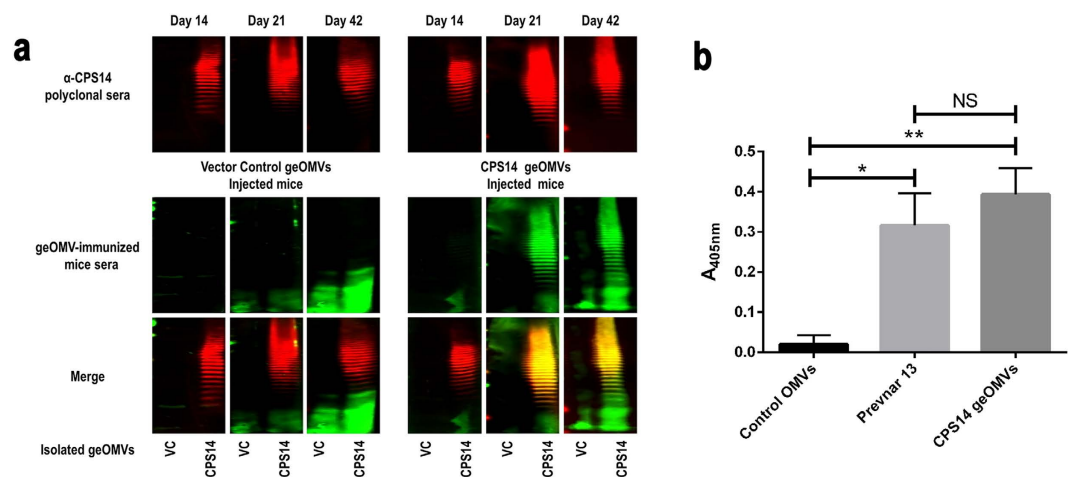 a
Day 14 Day 21 Day 42 Day 14 Day 21 Day 42
α-CPS14
polyclonal sera
Vector Control geOMVs
Injected mice
CPS14 geOMVs
Injected mice
geOMV-immunized
mice sera
Merge
Isolated geOMVs
VC CPS14 VC CPS14 VC CPS14 VC CPS14 VC CPS14 VC CPS14
b
NS
**
*
A405nm
0.5
0.4
0.3
0.2
0.1
0.0
Control OMVs
Prevnar 13
CPS14 geOMVs